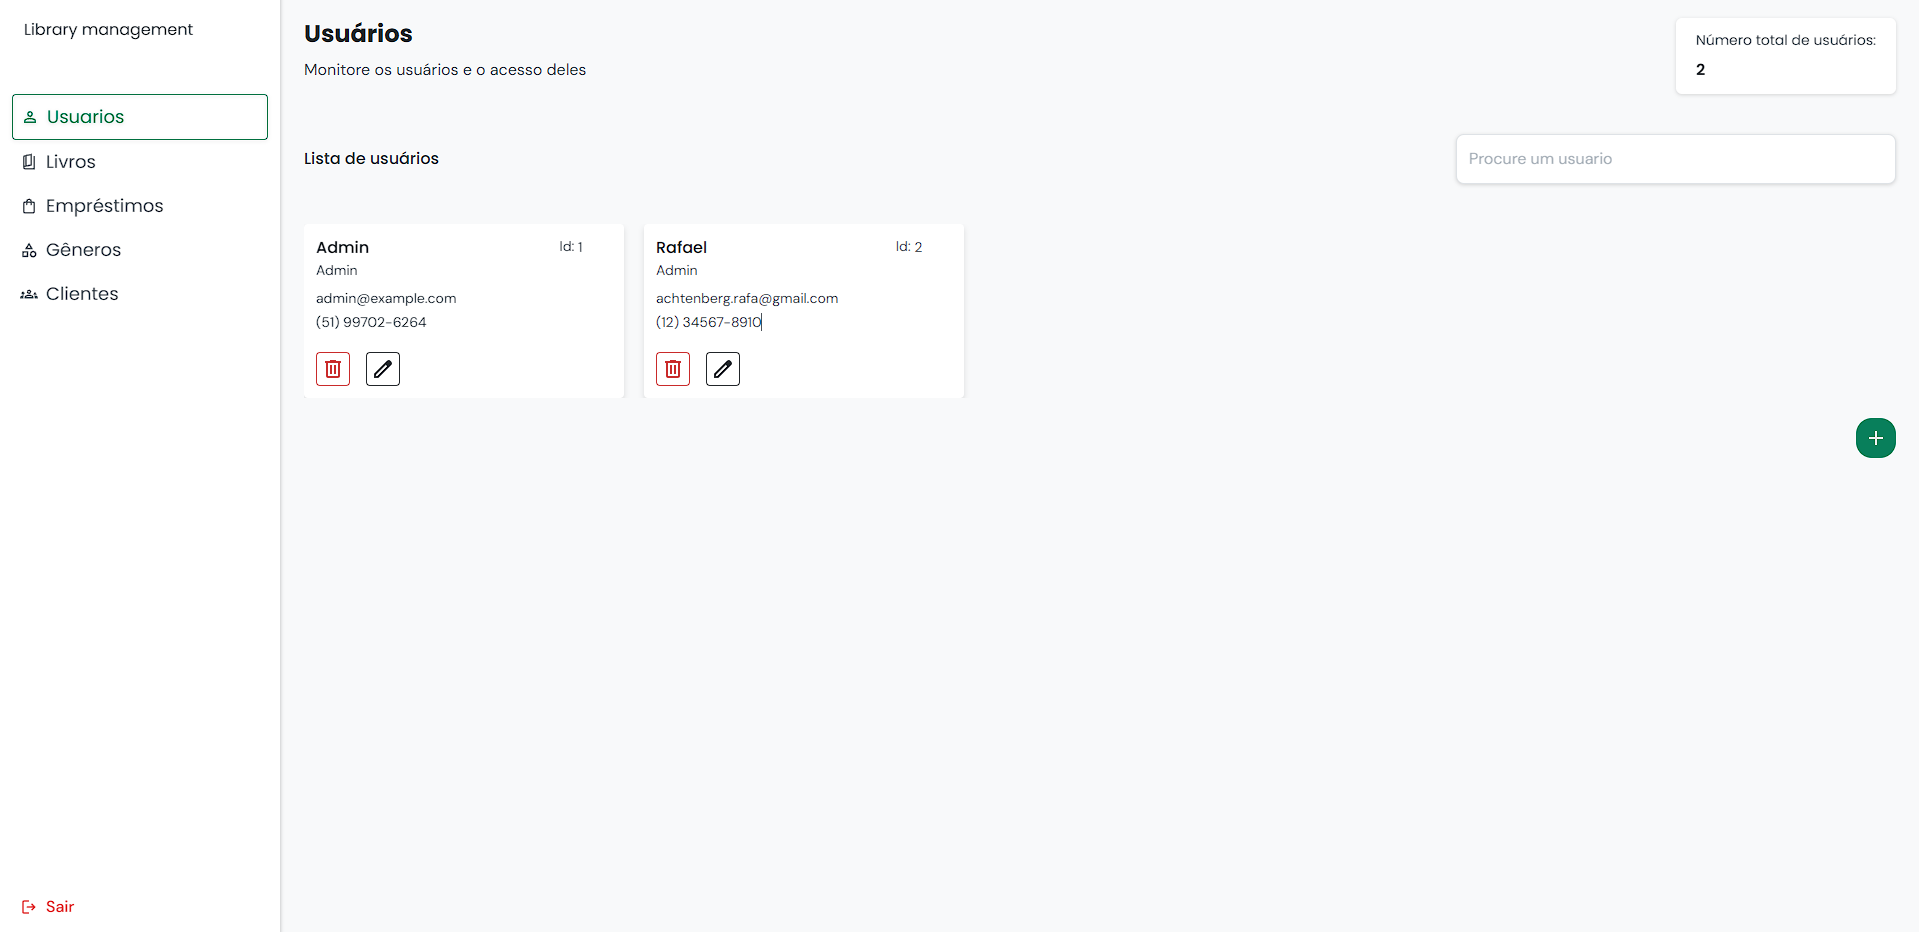 Library management
Usuarios
Livros
Empréstimos
Gêneros
Clientes
Sair
Usuários
Monitore os usuários e o acesso deles
Número total de usuários:
2
Lista de usuários
Procure um usuario
Admin Id: 1
Admin
admin@example.com
(51) 99702-6264
Rafael Id: 2
Admin
achtenberg.rafa@gmail.com
(12) 34567-8910